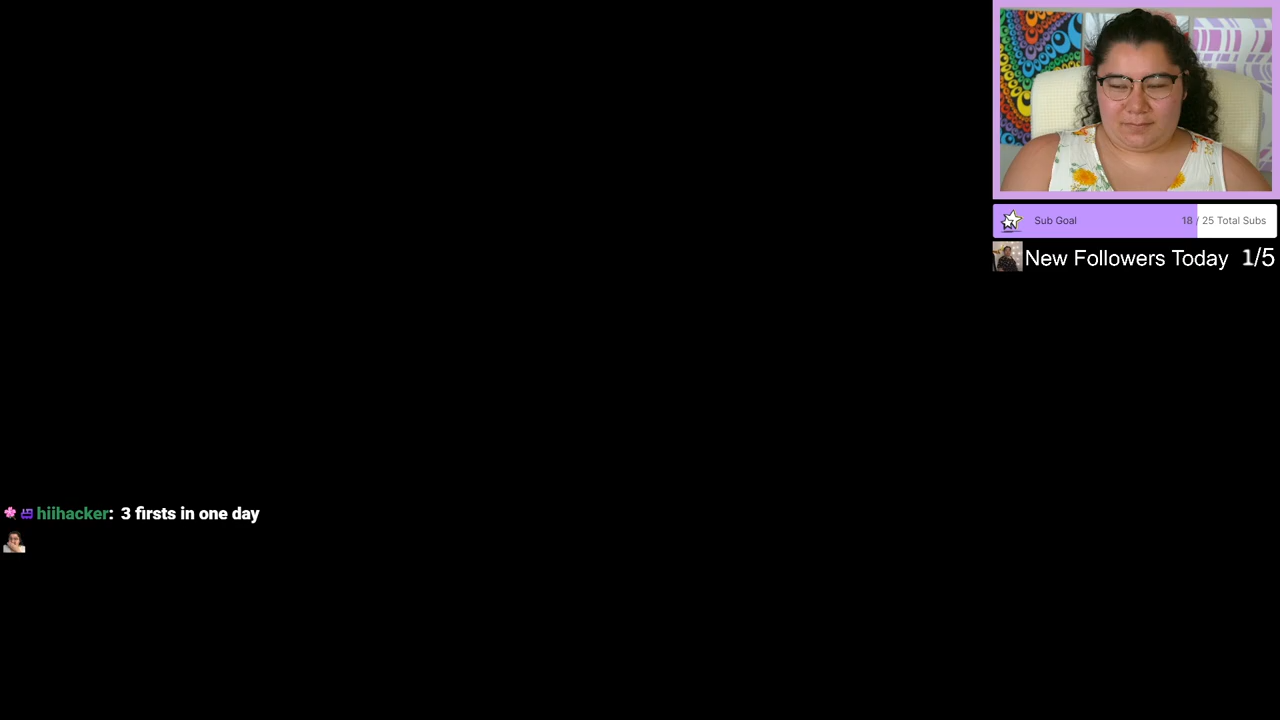 Sub Goal 18 / 25 Total Subs
New Followers Today 1/5
hiihacker: 3 firsts in one day